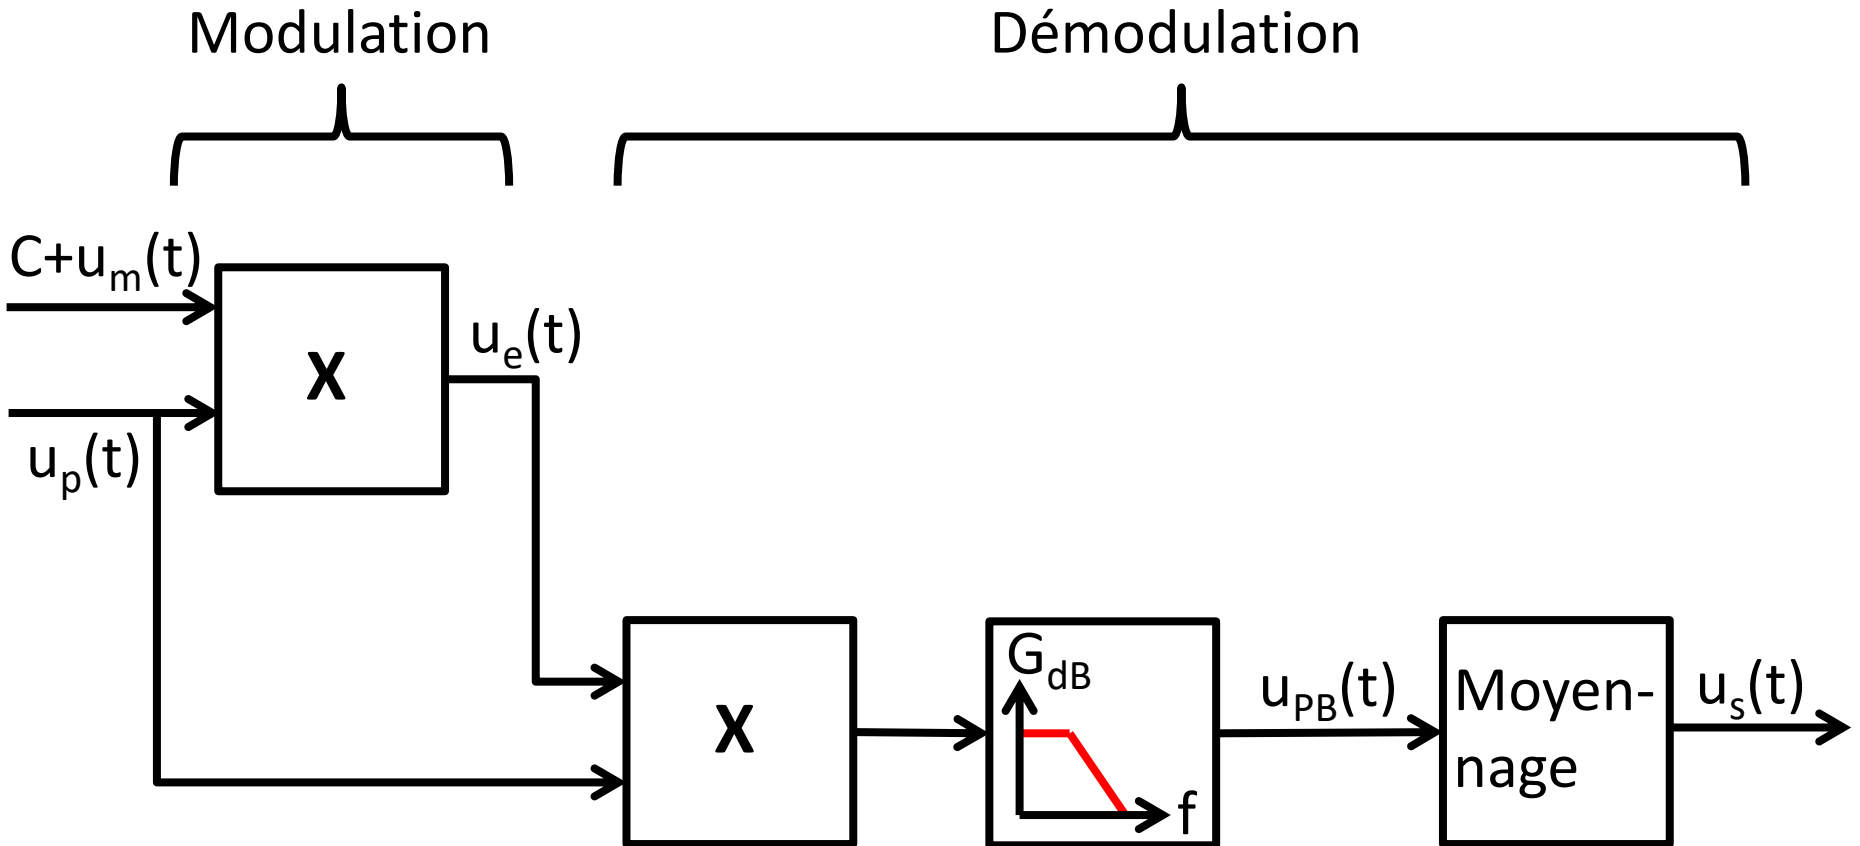 Modulation
Démodulation
C+um(t)
up(t)
X
ue(t)
X
GdB
f
uPB(t)
Moyen-
nage
us(t)